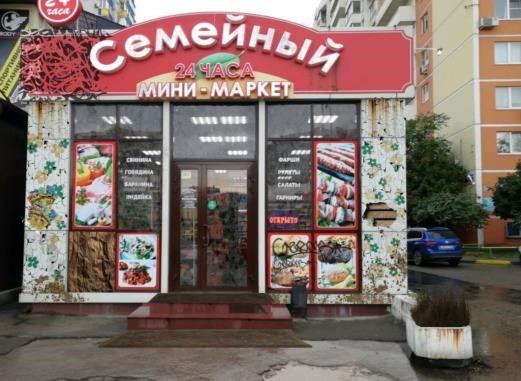 24
часа
Семейный
24 ЧАСА
МИНИ - МАРКЕТ
СВИНИНА
ГОВЯДИНА
БАРАНИНА
ИНДЕЙКА
ФАРШИ
РУЛЕТЫ
САЛАТЫ
ГАРНИРЫ
ОТКРЫТО